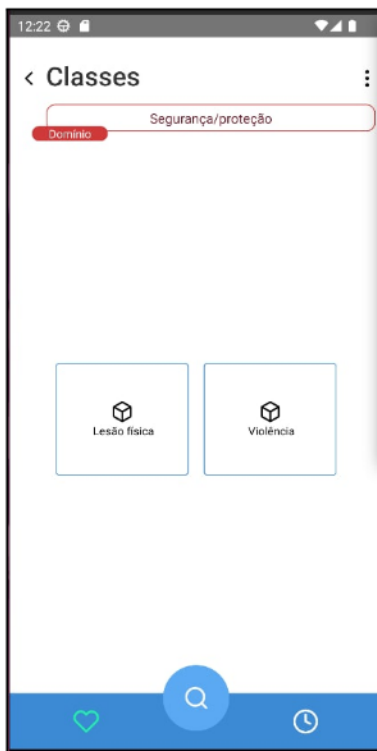 12:22
Classes
Segurança/proteção
Domínio
Lesão física
Violência